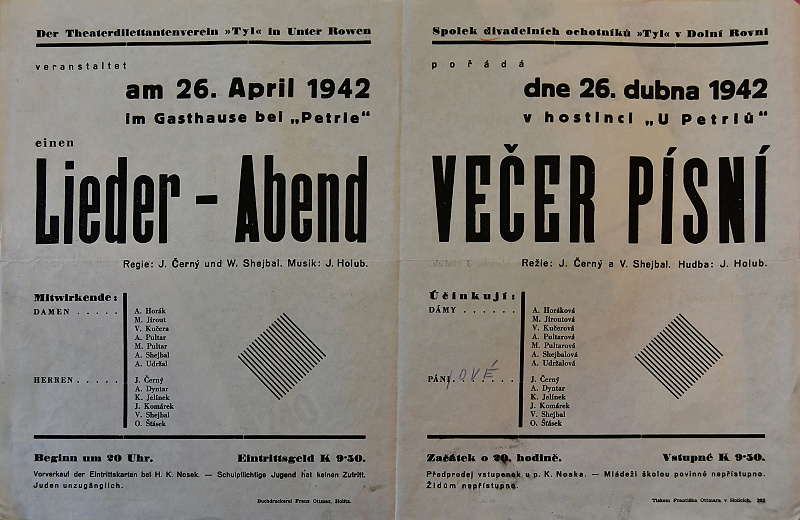 Der Theaterdilettantenverein »Tyl« in Unter Rowen
veranstaltet
am 26. April 1942
im Gasthause bei „Petrle“
einen
Lieder - Abend
Regie: J. Černý und W. Shejbal. Musik: J. Holub.
Mitwirkende:
DAMEN . . . . .
A. Horák
M. Jirout
V. Kučera
A. Pultar
M. Pultar
A. Shejbal
A. Udržal
HERREN . . . . .
J. Černý
A. Dyntar
K. Jelínek
J. Komárek
V. Shejbal
O. Šťásek
Beginn um 20 Uhr. Eintrittsgeld K 9·50.
Vorverkauf der Eintrittskarten bei H. K. Nosek. — Schulpflichtige Jugend hat keinen Zutritt.
Juden unzugänglich.
Buchdruckerei Franz Ottmar, Holitz.
Spolek divadelních ochotníků »Tyl« v Dolní Rovni
pořádá
dne 26. dubna 1942
v hostinci „U Petrlů“
VEČER PÍSNÍ
Režie: J. Černý a V. Shejbal. Hudba: J. Holub.
Účinkují:
DÁMY . . . . . .
A. Horáková
M. Jiroutová
V. Kučerová
A. Pultarová
M. Pultarová
A. Shejbalová
A. Udržalová
PÁNI OVÉ . . . .
J. Černý
A. Dyntar
K. Jelínek
J. Komárek
V. Shejbal
O. Šťásek
Začátek o 20. hodině. Vstupné K 9·50.
Předprodej vstupenek u p. K. Noska. — Mládeži školou povinné nepřístupno.
Židům nepřístupno.
Tiskem Františka Ottmara v Holicích. 262